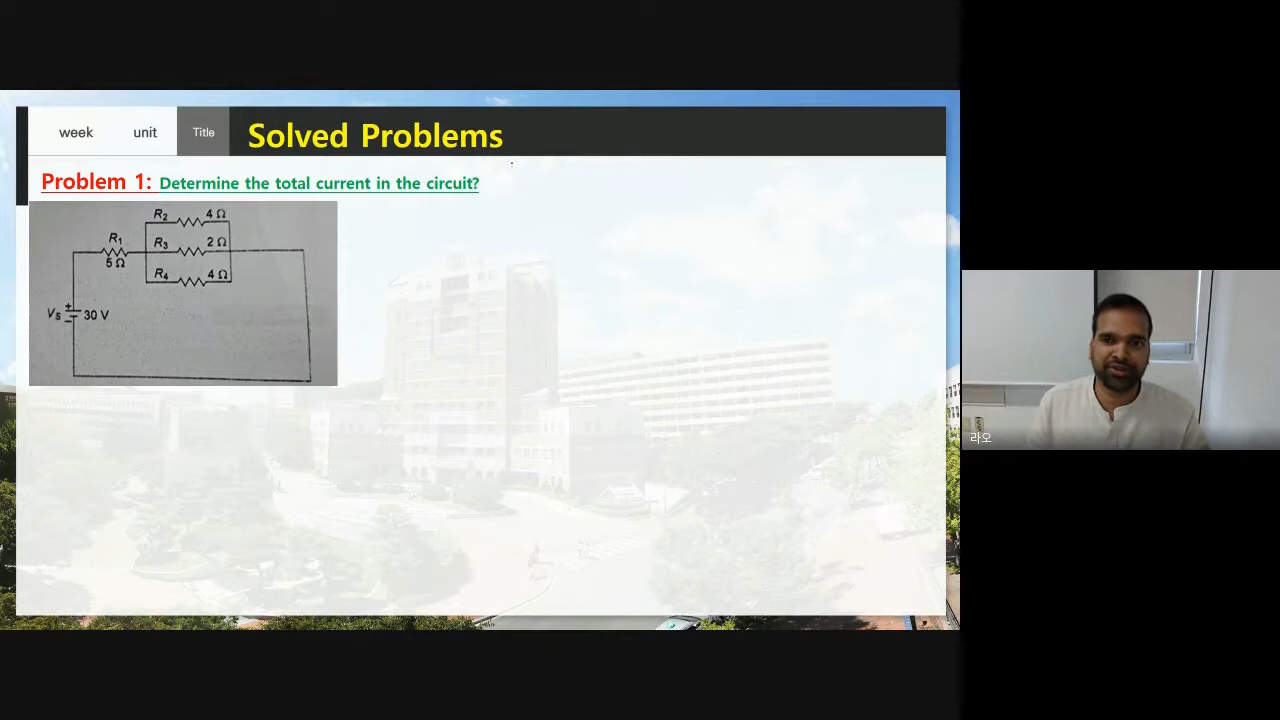 week unit Title Solved Problems
Problem 1: Determine the total current in the circuit?
R2 4 Ω
R1 R3 2 Ω
5 Ω
R4 4 Ω
VS + 30 V
−
라오